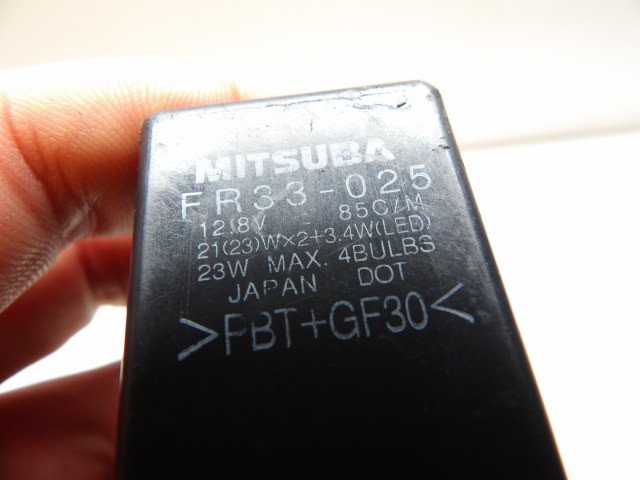 MITSUBA
FR33-025
12.8V - 85C/M
21(23)W×2+3.4W(LED)
23W MAX. 4BULBS
JAPAN DOT
>PBT+GF30<